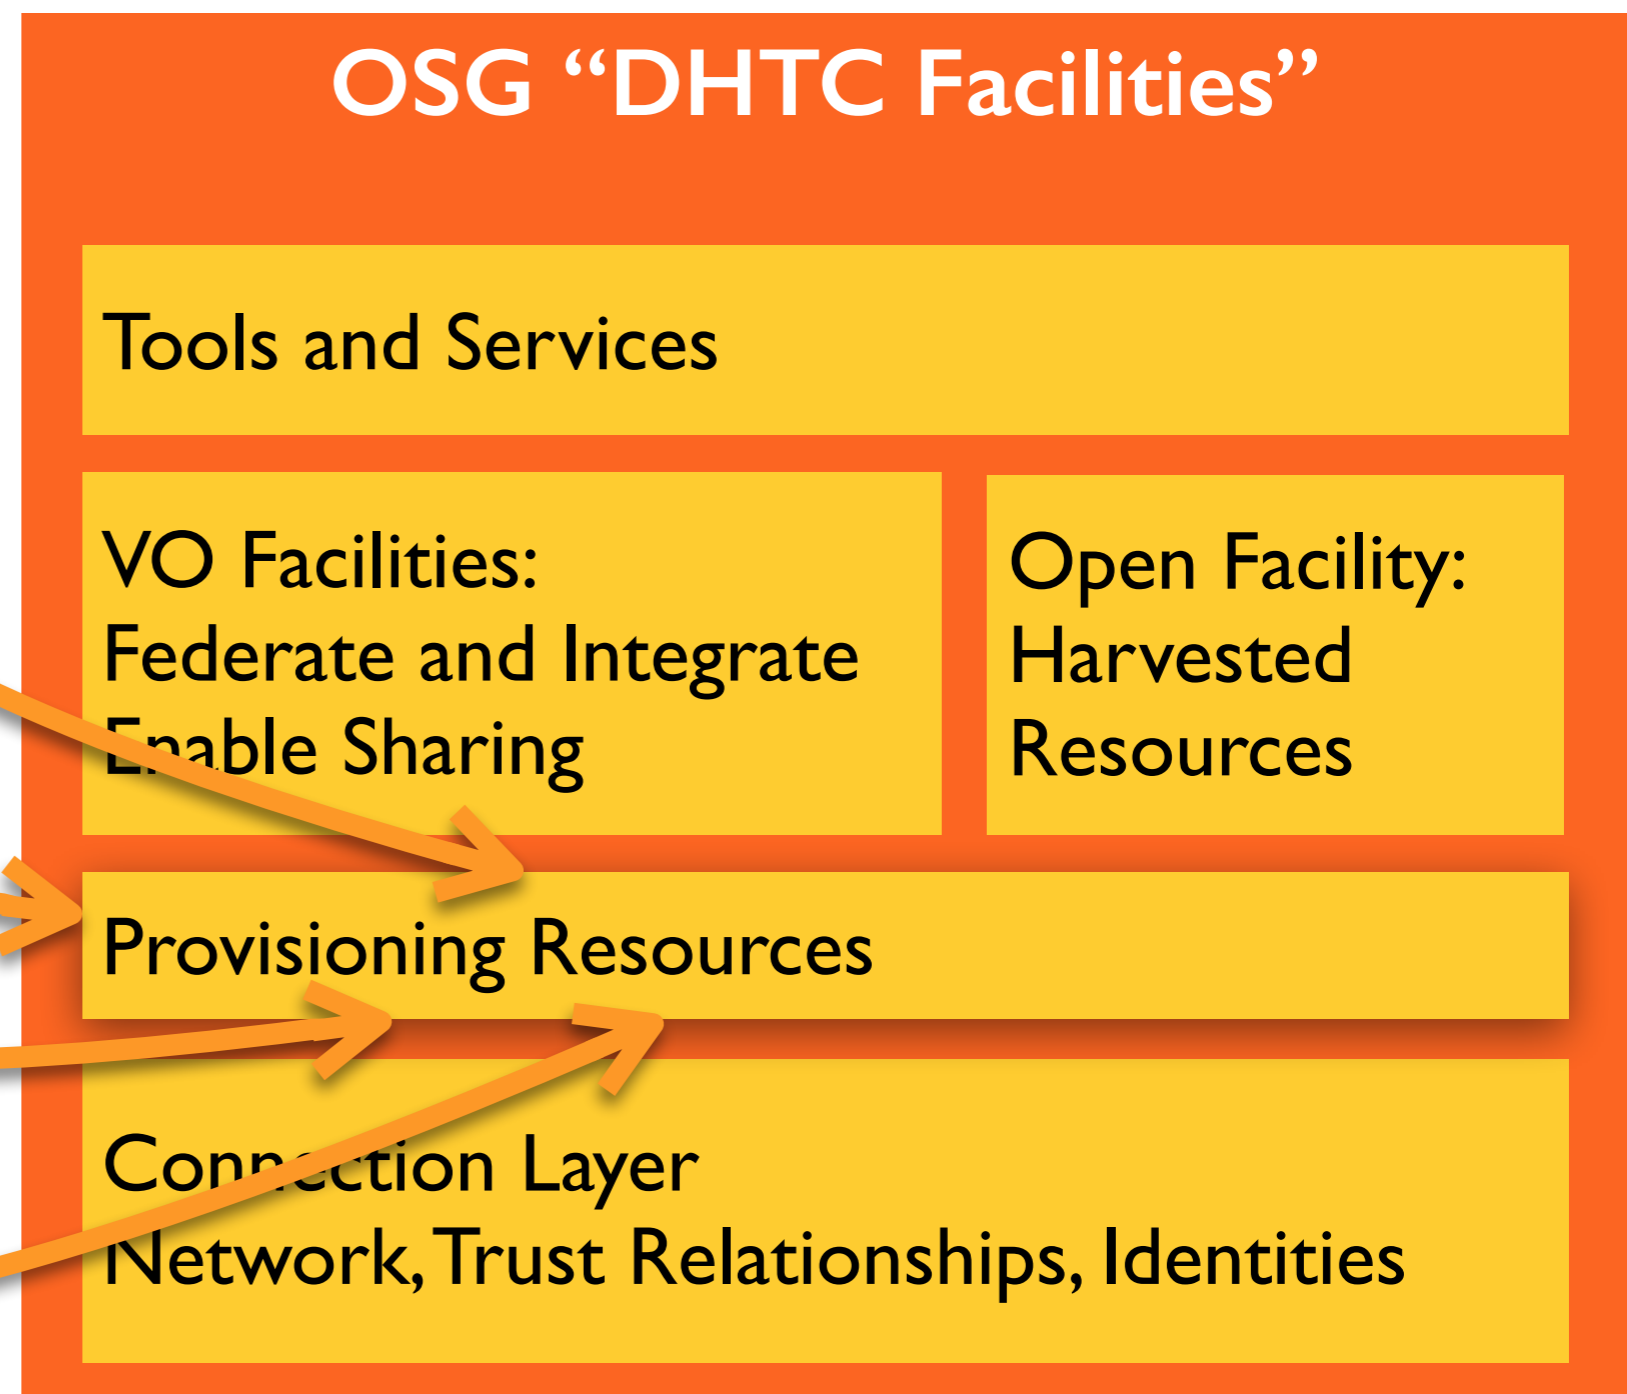 OSG “DHTC Facilities”
Tools and Services
VO Facilities:
Federate and Integrate
Enable Sharing
Open Facility:
Harvested
Resources
Provisioning Resources
Connection Layer
Network, Trust Relationships, Identities